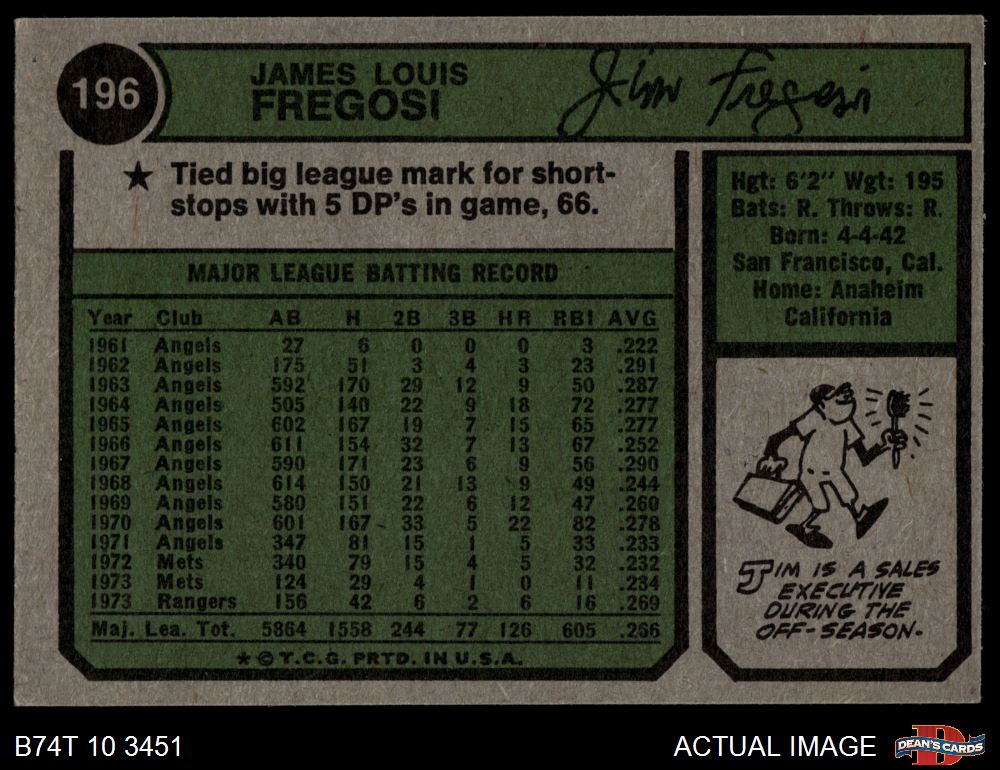 196
JAMES LOUIS
FREGOSI
Jim Fregosi
★ Tied big league mark for short-
stops with 5 DP's in game, 66.
MAJOR LEAGUE BATTING RECORD
Year Club AB H 2B 3B HR RBI AVG
1961 Angels 27 6 0 0 0 3 .222
1962 Angels 175 51 3 4 3 23 .291
1963 Angels 592 170 29 12 9 50 .287
1964 Angels 505 140 22 9 18 72 .277
1965 Angels 602 167 19 7 15 65 .277
1966 Angels 611 154 32 7 13 67 .252
1967 Angels 590 171 23 6 9 56 .290
1968 Angels 614 150 21 13 9 49 .244
1969 Angels 580 151 22 6 12 47 .260
1970 Angels 601 167 33 5 22 82 .278
1971 Angels 347 81 15 1 5 33 .233
1972 Mets 340 79 15 4 5 32 .232
1973 Mets 124 29 4 1 0 11 .234
1973 Rangers 156 42 6 2 6 16 .269
Maj. Lea. Tot. 5864 1558 244 77 126 605 .266
★ © T.C.G. PRTD. IN U.S.A.
Hgt: 6'2" Wgt: 195
Bats: R. Throws: R.
Born: 4-4-42
San Francisco, Cal.
Home: Anaheim
California
JIM IS A SALES
EXECUTIVE
DURING THE
OFF-SEASON.
B74T 10 3451
ACTUAL IMAGE
DEAN'S CARDS